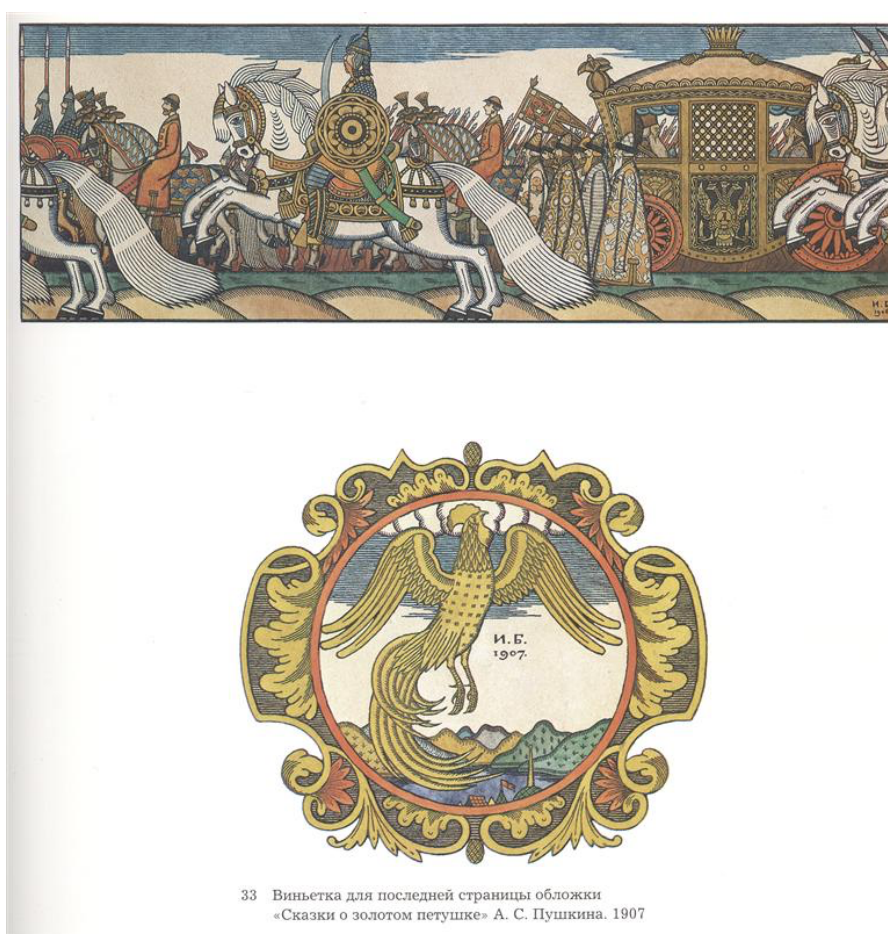 И. Б.
1907.
33 Виньетка для последней страницы обложки
«Сказки о золотом петушке» А. С. Пушкина. 1907